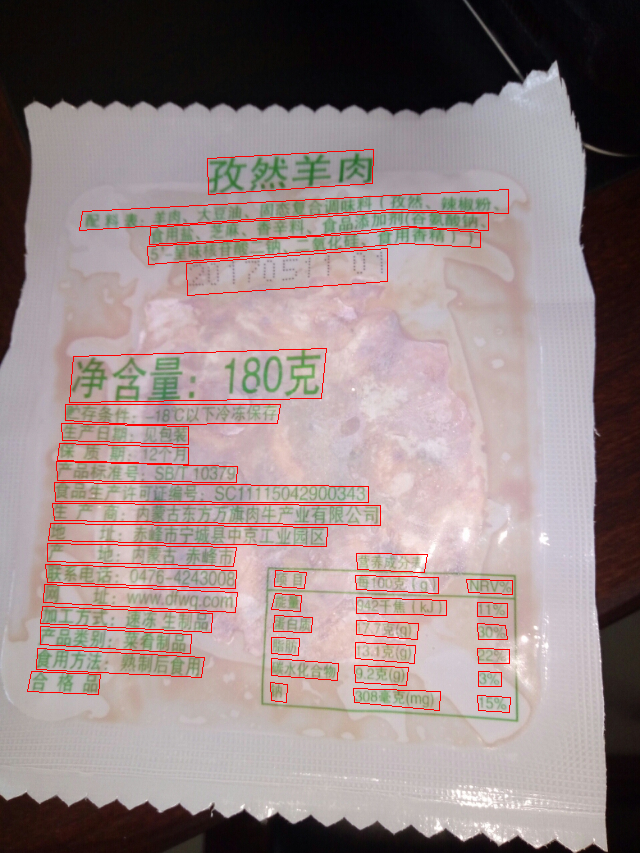 孜然羊肉
配料表：羊肉、大豆油、固态复合调味料（孜然、辣椒粉、
食用盐、芝麻、香辛料、食品添加剂(谷氨酸钠、
5'-呈味核苷酸二钠、二氧化硅、食用香精））
20170511 01
净含量：180克
贮存条件：-18℃以下冷冻保存
生产日期：见包装
保 质 期：12个月
产品标准号：SB/T 10379
食品生产许可证编号：SC11115042900343
生 产 商：内蒙古东方万旗肉牛产业有限公司
地 址：赤峰市宁城县中京工业园区
产 地：内蒙古 赤峰市
联系电话：0476-4243008
网 址：www.dfwq.com
加工方式：速冻 生制品
产品类别：菜肴制品
食用方法：熟制后食用
合 格 品
营养成分表
项目 每100克（g） NRV%
能量 942千焦（kJ） 11%
蛋白质 17.7克(g) 30%
脂肪 13.1克(g) 22%
碳水化合物 9.2克(g) 3%
钠 308毫克(mg) 15%